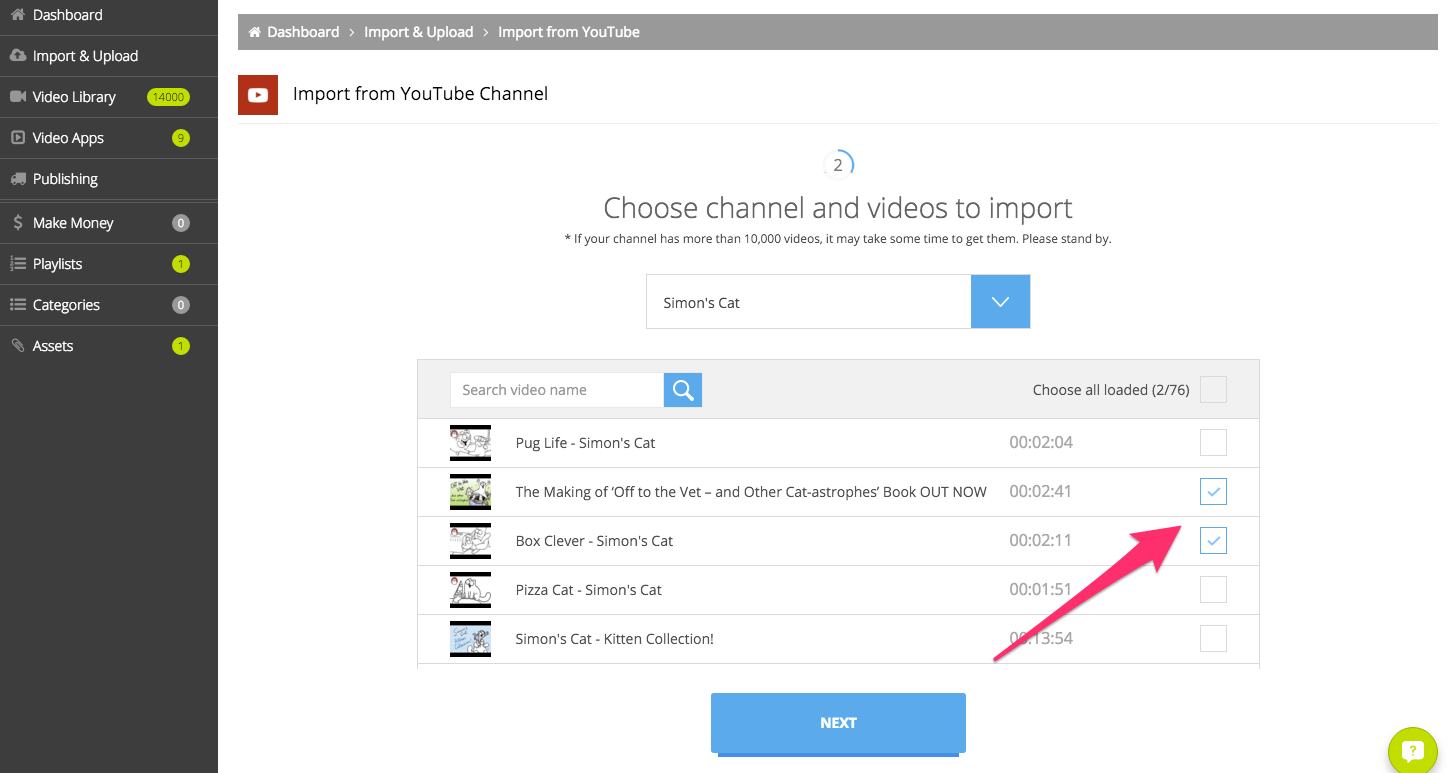 Dashboard
Import & Upload
Video Library 14000
Video Apps 9
Publishing
Make Money 0
Playlists 1
Categories 0
Assets 1
Dashboard > Import & Upload > Import from YouTube
Import from YouTube Channel
2
Choose channel and videos to import
* If your channel has more than 10,000 videos, it may take some time to get them. Please stand by.
Simon's Cat
Search video name Choose all loaded (2/76)
Pug Life - Simon's Cat 00:02:04
The Making of ‘Off to the Vet – and Other Cat-astrophes’ Book OUT NOW 00:02:41
Box Clever - Simon's Cat 00:02:11
Pizza Cat - Simon's Cat 00:01:51
Simon's Cat - Kitten Collection! 00:13:54
NEXT
?